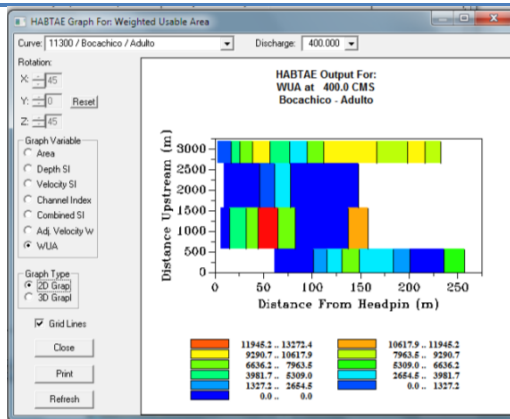 HABTAE Graph For: Weighted Usable Area
Curve: 11300 / Bocachico / Adulto Discharge: 400.000
Rotation:
X: 45
Y: 0 Reset
Z: 45
Graph Variable
Area
Depth SI
Velocity SI
Channel Index
Combined SI
Adj. Velocity W
WUA
Graph Type
2D Grap
3D Grapl
Grid Lines
Close
Print
Refresh
HABTAE Output For:
WUA at 400.0 CMS
Bocachico - Adulto
Distance Upstream (m)
3000
2500
2000
1500
1000
500
0
0 50 100 150 200 250
Distance From Headpin (m)
11945.2 .. 13272.4 10617.9 .. 11945.2
9290.7 .. 10617.9 7963.5 .. 9290.7
6636.2 .. 7963.5 5309.0 .. 6636.2
3981.7 .. 5309.0 2654.5 .. 3981.7
1327.2 .. 2654.5 0.0 .. 1327.2
0.0 .. 0.0